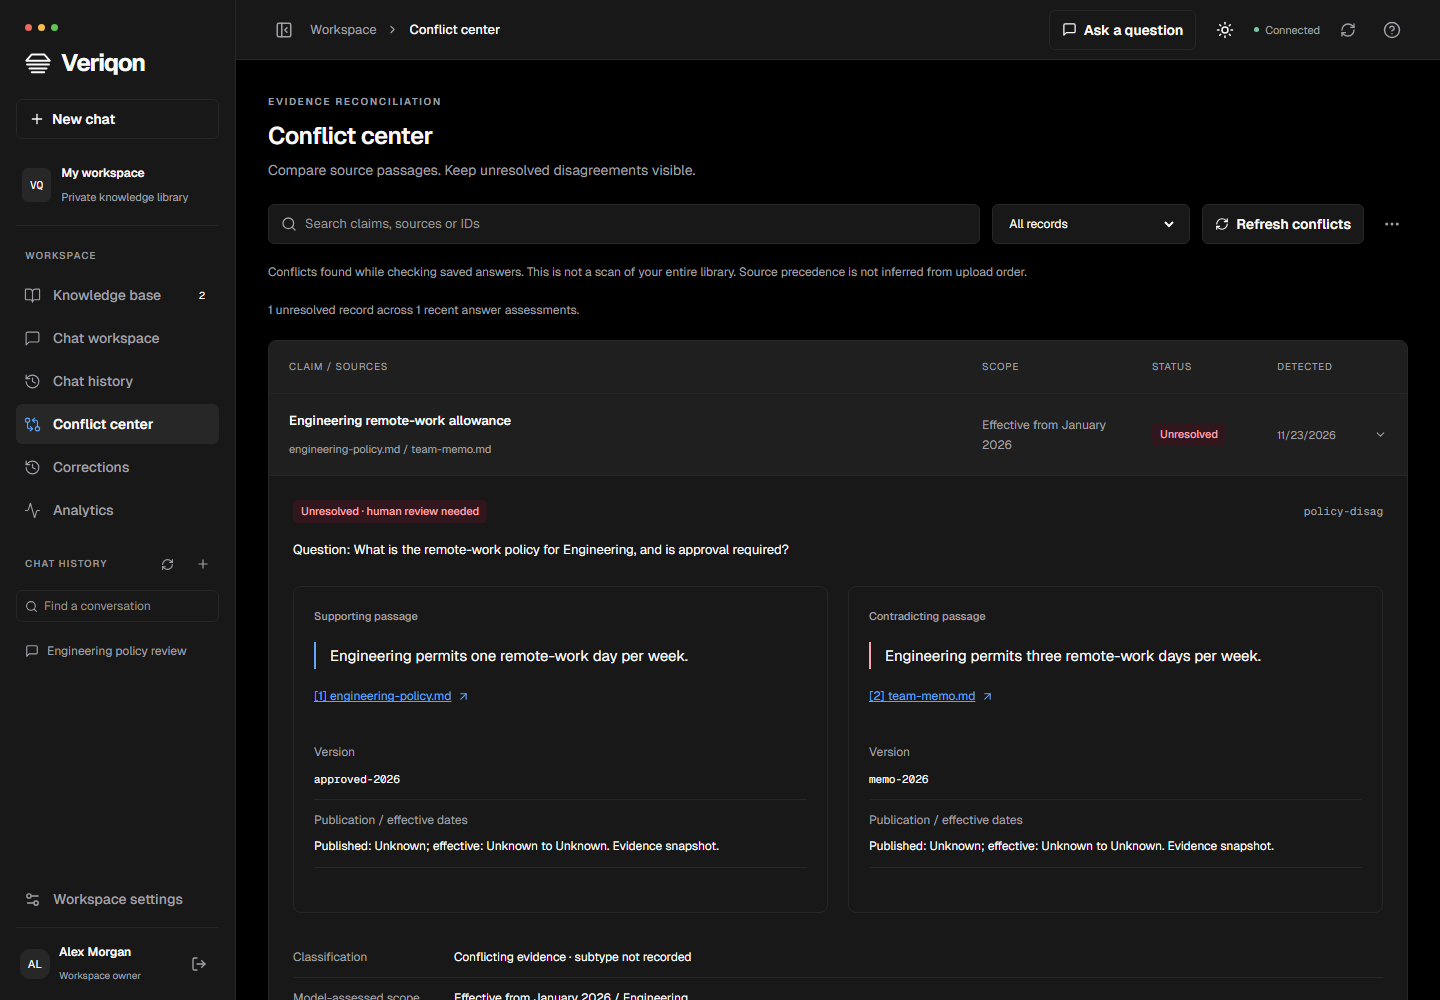 Veriqon
New chat
VQ
My workspace
Private knowledge library
WORKSPACE
Knowledge base 2
Chat workspace
Chat history
Conflict center
Corrections
Analytics
CHAT HISTORY
Find a conversation
Engineering policy review
Workspace settings
AL
Alex Morgan
Workspace owner
Workspace > Conflict center
Ask a question
Connected
EVIDENCE RECONCILIATION
Conflict center
Compare source passages. Keep unresolved disagreements visible.
Search claims, sources or IDs
All records
Refresh conflicts
Conflicts found while checking saved answers. This is not a scan of your entire library. Source precedence is not inferred from upload order.
1 unresolved record across 1 recent answer assessments.
CLAIM / SOURCES SCOPE STATUS DETECTED
Engineering remote-work allowance
engineering-policy.md / team-memo.md
Effective from January
2026
Unresolved
11/23/2026
Unresolved · human review needed
policy-disag
Question: What is the remote-work policy for Engineering, and is approval required?
Supporting passage
Engineering permits one remote-work day per week.
[1] engineering-policy.md
Version
approved-2026
Publication / effective dates
Published: Unknown; effective: Unknown to Unknown. Evidence snapshot.
Contradicting passage
Engineering permits three remote-work days per week.
[2] team-memo.md
Version
memo-2026
Publication / effective dates
Published: Unknown; effective: Unknown to Unknown. Evidence snapshot.
Classification Conflicting evidence · subtype not recorded
Model-assessed scope Effective from January 2026 / Engineering